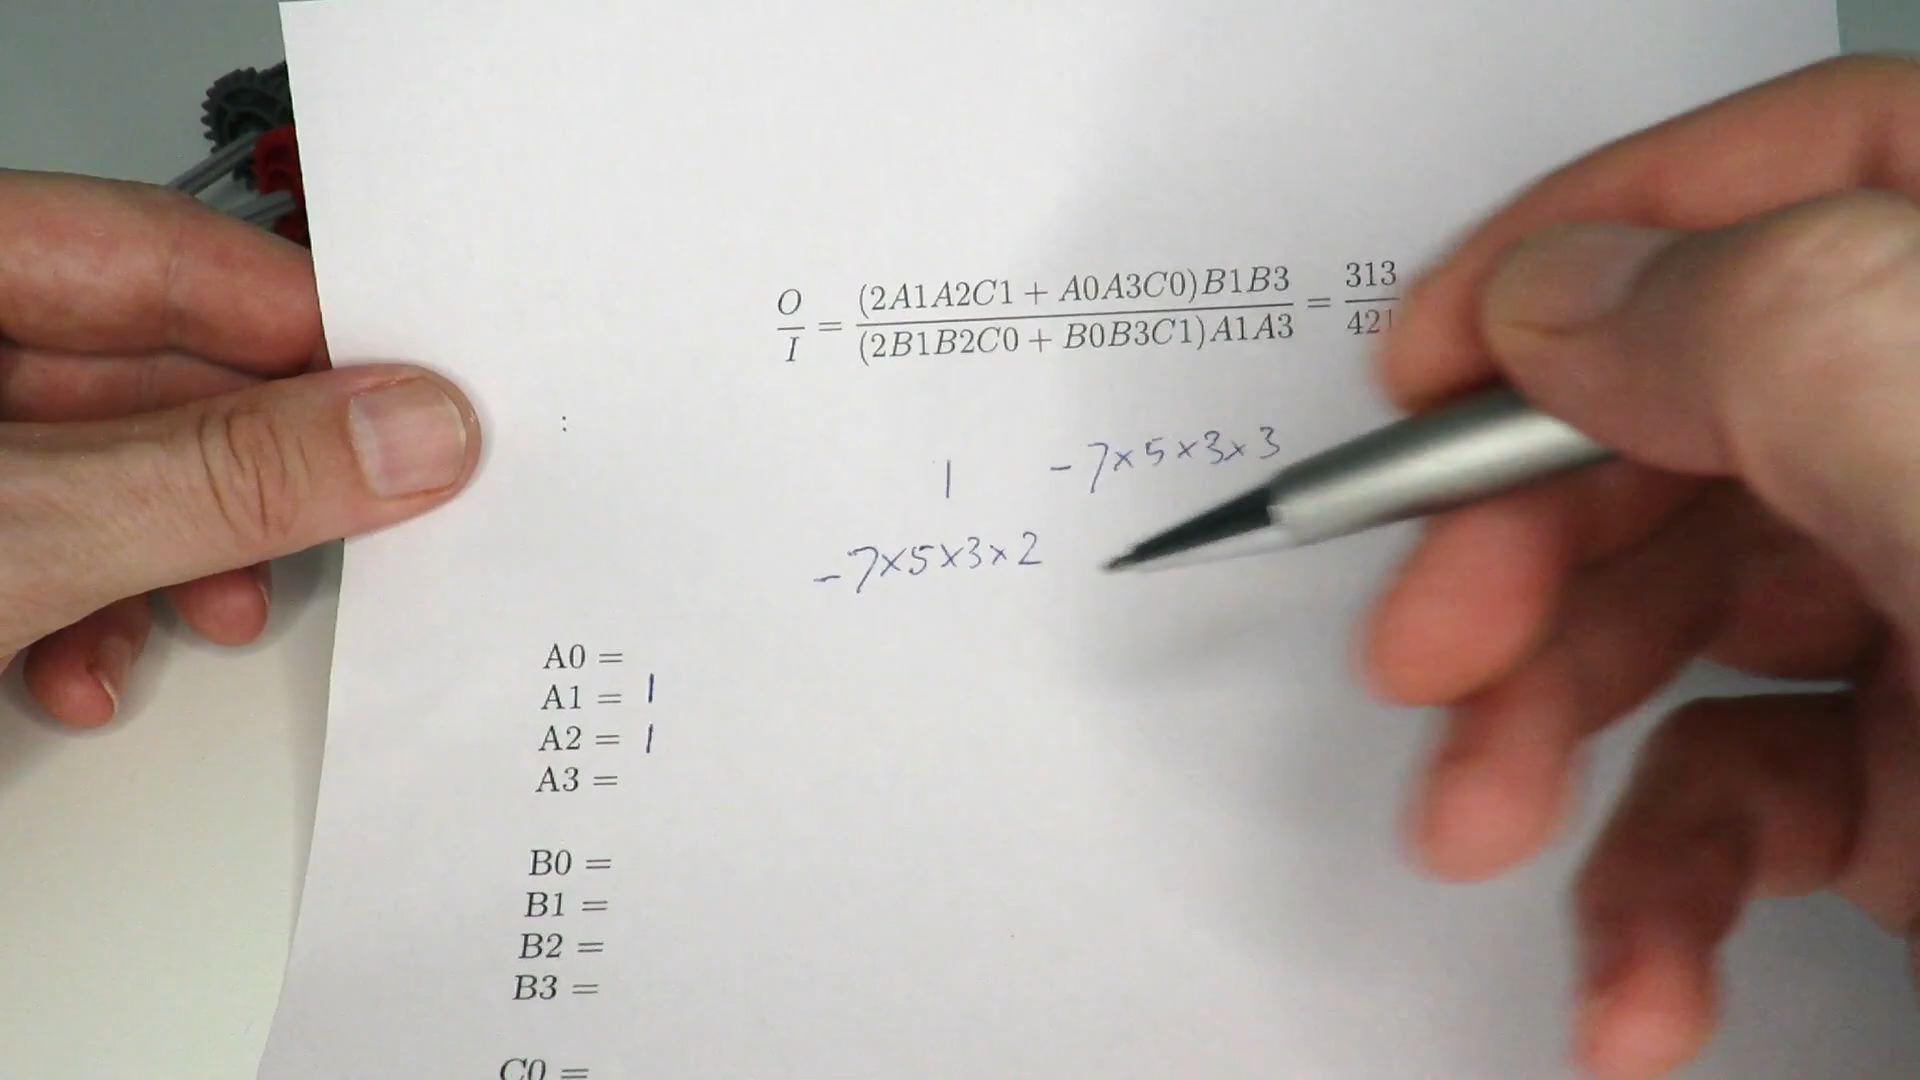 O/I = (2A1A2C1 + A0A3C0)B1B3 / (2B1B2C0 + B0B3C1)A1A3 = 313/421
:
1 -7×5×3×3
-7×5×3×2
A0 =
A1 = 1
A2 = 1
A3 =
B0 =
B1 =
B2 =
B3 =
C0 =